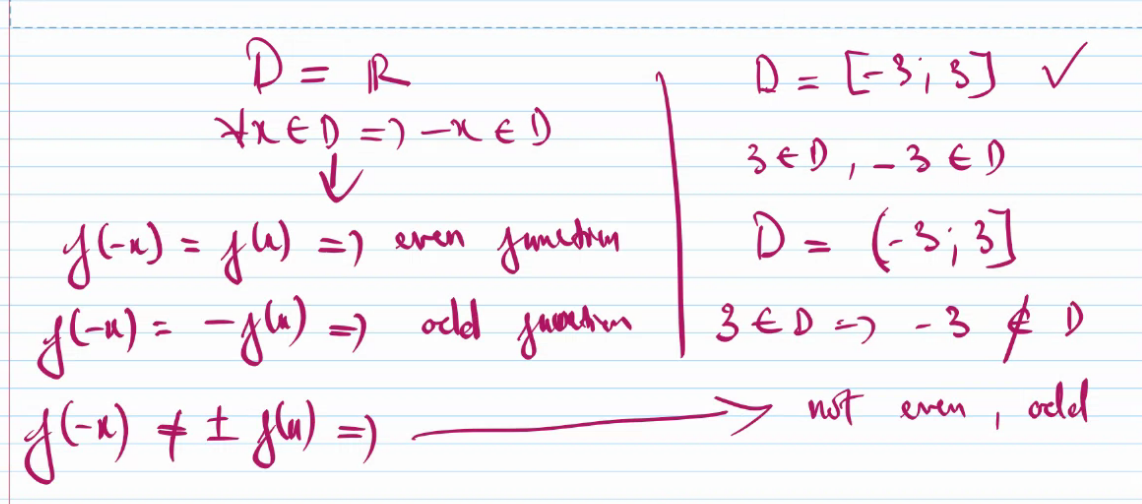 D = ℝ
∀x ∈ D => -x ∈ D
↓
f(-x) = f(x) => even function
f(-x) = -f(x) => odd function
f(-x) ≠ ± f(x) => ⟶ not even, odd
D = [-3; 3] ✓
3 ∈ D, -3 ∈ D
D = (-3; 3]
3 ∈ D => -3 ∉ D